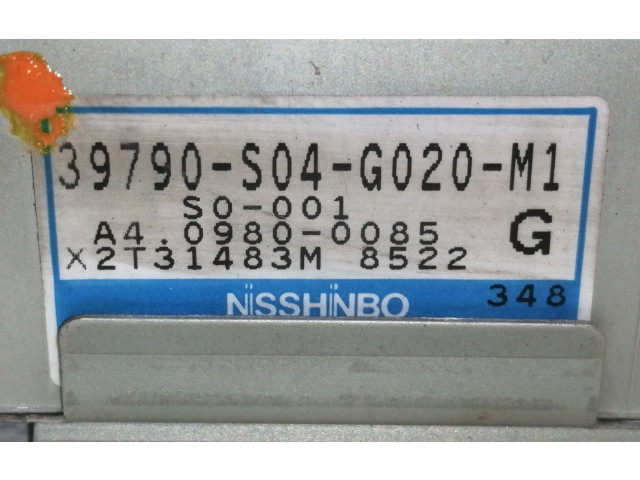 39790-S04-G020-M1
S0-001
A4.0980-0085 G
X2T31483M 8522
NiSSHiNBO 348